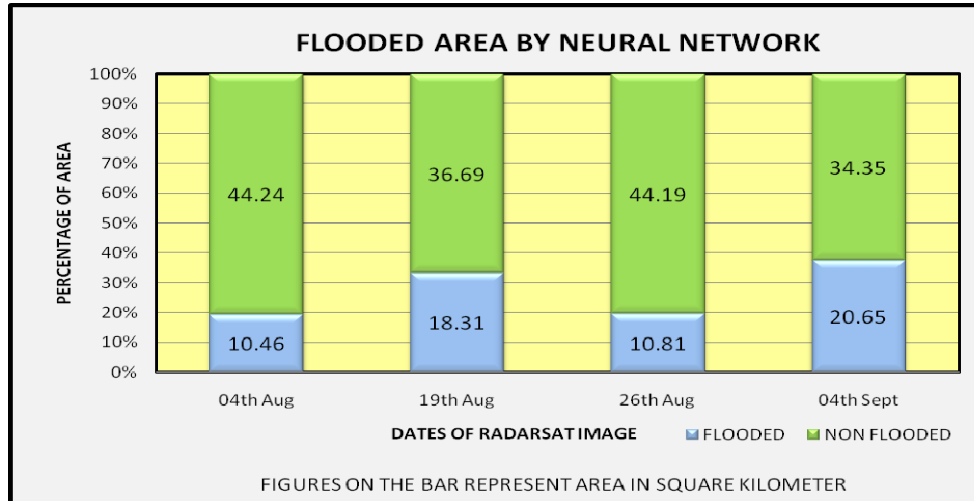 FLOODED AREA BY NEURAL NETWORK
PERCENTAGE OF AREA
100%
90%
80%
70%
60%
50%
40%
30%
20%
10%
0%
44.24 36.69 44.19 34.35
10.46 18.31 10.81 20.65
04th Aug 19th Aug 26th Aug 04th Sept
DATES OF RADARSAT IMAGE FLOODED NON FLOODED
FIGURES ON THE BAR REPRESENT AREA IN SQUARE KILOMETER